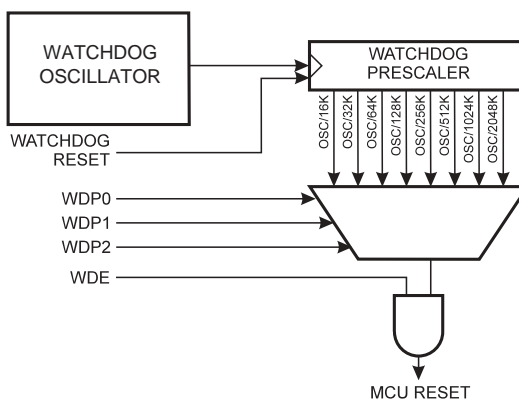 WATCHDOG
OSCILLATOR
WATCHDOG
PRESCALER
WATCHDOG
RESET
OSC/16K
OSC/32K
OSC/64K
OSC/128K
OSC/256K
OSC/512K
OSC/1024K
OSC/2048K
WDP0
WDP1
WDP2
WDE
MCU RESET